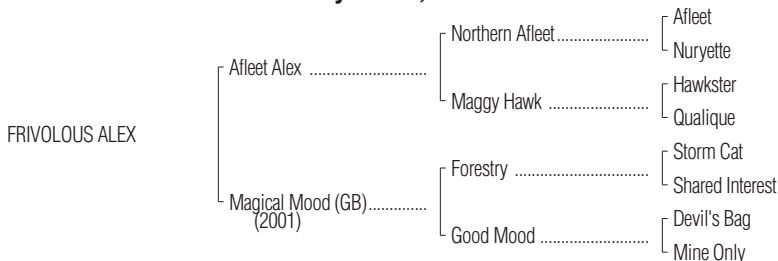 Afleet
Northern Afleet
Nuryette
Afleet Alex
Hawkster
Maggy Hawk
Qualique
FRIVOLOUS ALEX
Storm Cat
Forestry
Shared Interest
Magical Mood (GB)
(2001)
Devil's Bag
Good Mood
Mine Only